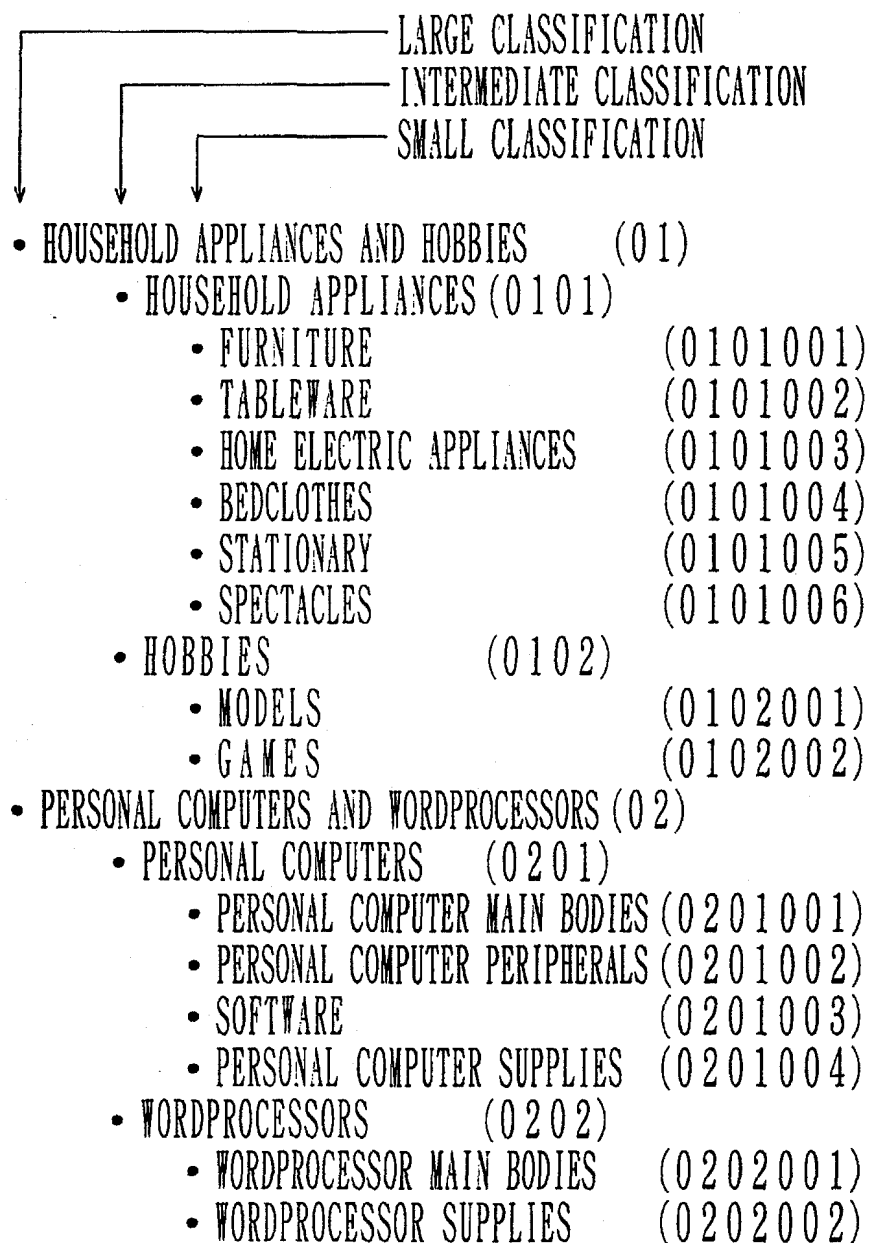 LARGE CLASSIFICATION
INTERMEDIATE CLASSIFICATION
SMALL CLASSIFICATION
• HOUSEHOLD APPLIANCES AND HOBBIES (01)
• HOUSEHOLD APPLIANCES (0101)
• FURNITURE (0101001)
• TABLEWARE (0101002)
• HOME ELECTRIC APPLIANCES (0101003)
• BEDCLOTHES (0101004)
• STATIONARY (0101005)
• SPECTACLES (0101006)
• HOBBIES (0102)
• MODELS (0102001)
• GAMES (0102002)
• PERSONAL COMPUTERS AND WORDPROCESSORS (02)
• PERSONAL COMPUTERS (0201)
• PERSONAL COMPUTER MAIN BODIES (0201001)
• PERSONAL COMPUTER PERIPHERALS (0201002)
• SOFTWARE (0201003)
• PERSONAL COMPUTER SUPPLIES (0201004)
• WORDPROCESSORS (0202)
• WORDPROCESSOR MAIN BODIES (0202001)
• WORDPROCESSOR SUPPLIES (0202002)